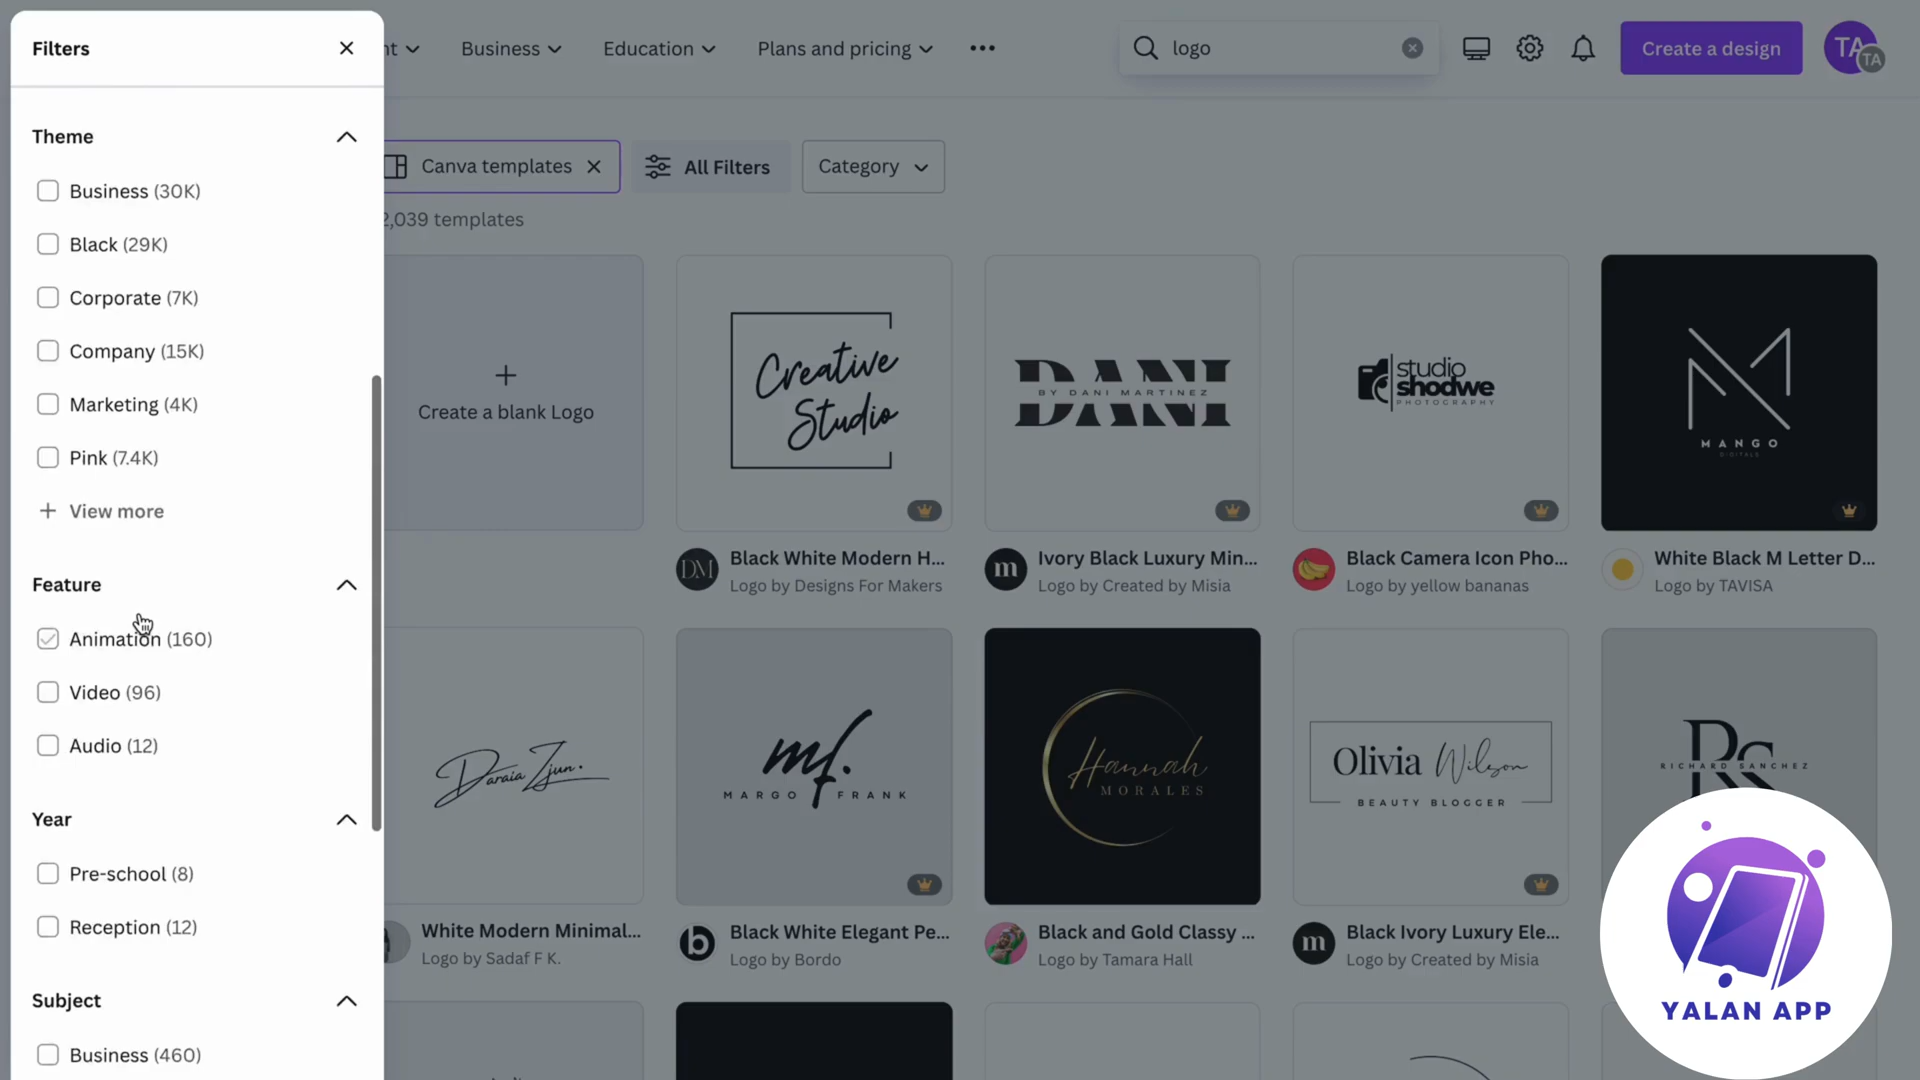 Filters
nt
Business
Education
Plans and pricing
logo
Create a design
TA
TA
Theme
Canva templates
All Filters
Category
Business (30K)
2,039 templates
Black (29K)
Corporate (7K)
Company (15K)
Marketing (4K)
Pink (7.4K)
View more
Create a blank Logo
Creative
Studio
DANI
BY DANI MARTINEZ
studio
shodwe
PHOTOGRAPHY
MANGO
DIGITALS
DM
Black White Modern H...
Logo by Designs For Makers
m
Ivory Black Luxury Min...
Logo by Created by Misia
Black Camera Icon Pho...
Logo by yellow bananas
White Black M Letter D...
Logo by TAVISA
Feature
Animation (160)
Video (96)
Audio (12)
Year
Pre-school (8)
Reception (12)
Subject
Business (460)
mf.
MARGO FRANK
Hannah
MORALES
Olivia Wilson
BEAUTY BLOGGER
RS
RICHARD SANCHEZ
White Modern Minimal...
Logo by Sadaf F K.
b
Black White Elegant Pe...
Logo by Bordo
Black and Gold Classy ...
Logo by Tamara Hall
m
Black Ivory Luxury Ele...
Logo by Created by Misia
YALAN APP